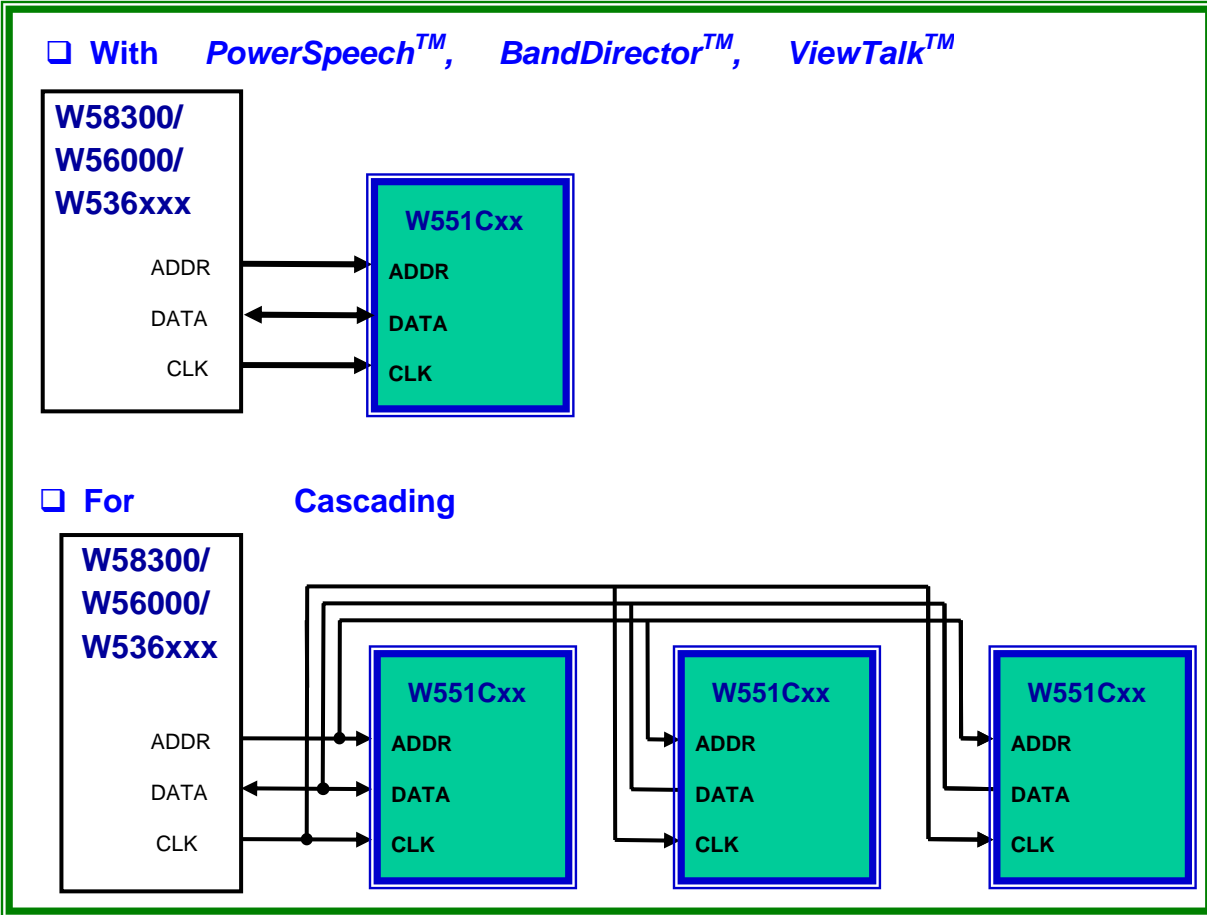 ❑ With PowerSpeech™, BandDirector™, ViewTalk™
W58300/
W56000/
W536xxx
ADDR
DATA
CLK
W551Cxx
ADDR
DATA
CLK
❑ For Cascading
W58300/
W56000/
W536xxx
ADDR
DATA
CLK
W551Cxx
ADDR
DATA
CLK
W551Cxx
ADDR
DATA
CLK
W551Cxx
ADDR
DATA
CLK